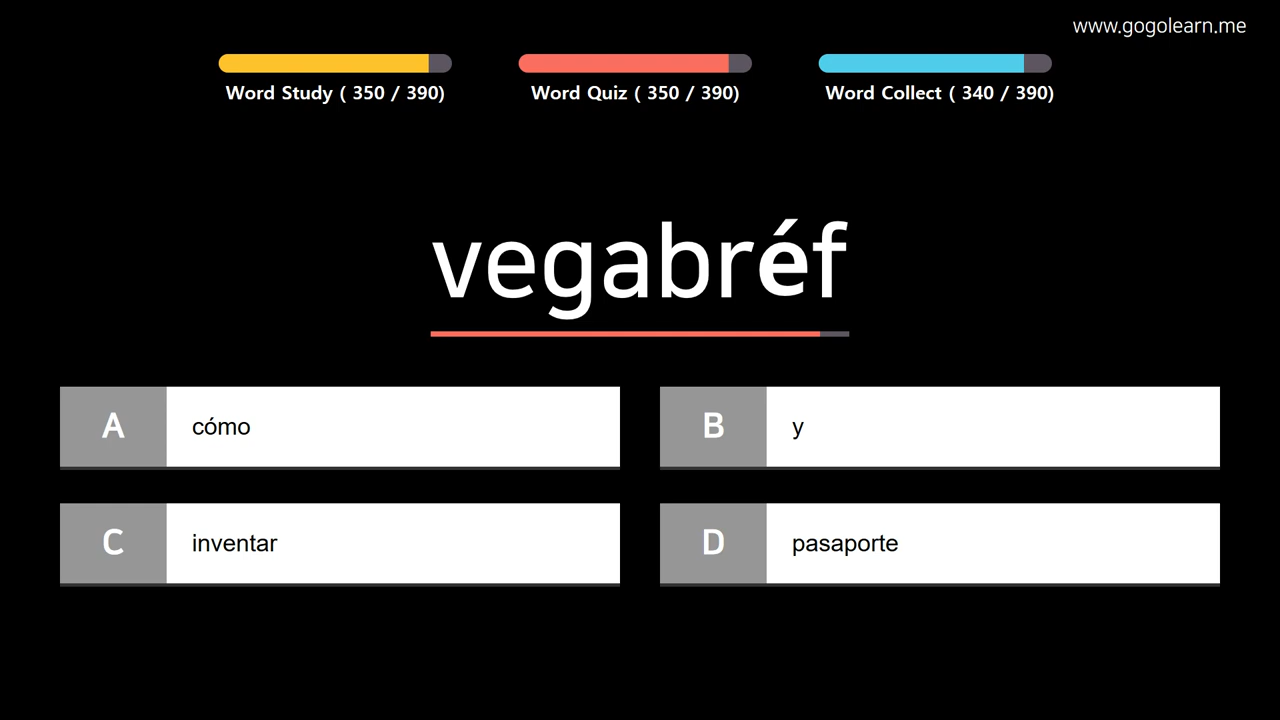 www.gogolearn.me
Word Study ( 350 / 390)
Word Quiz ( 350 / 390)
Word Collect ( 340 / 390)
vegabréf
A
cómo
B
y
C
inventar
D
pasaporte